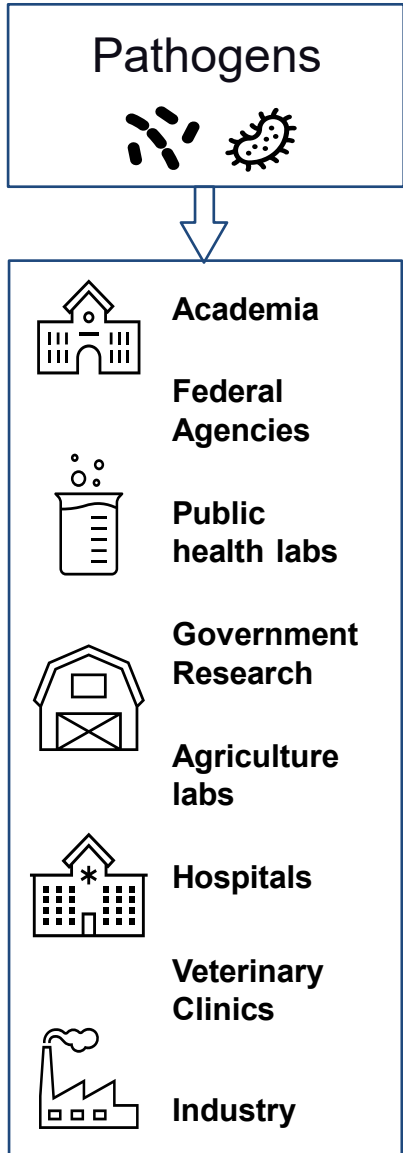 Pathogens
Academia
Federal
Agencies
Public
health labs
Government
Research
Agriculture
labs
Hospitals
Veterinary
Clinics
Industry